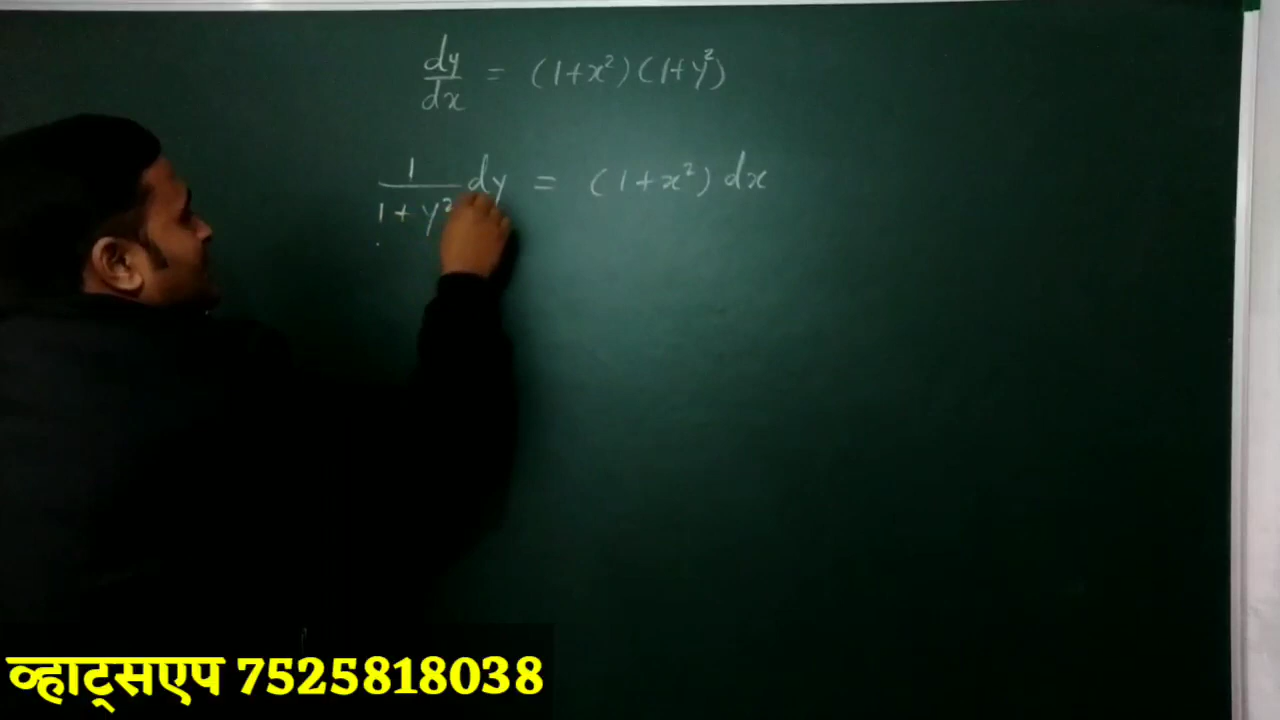 dy/dx = (1+x²)(1+y²)
1/(1+y²) dy = (1+x²) dx
व्हाट्सएप 7525818038